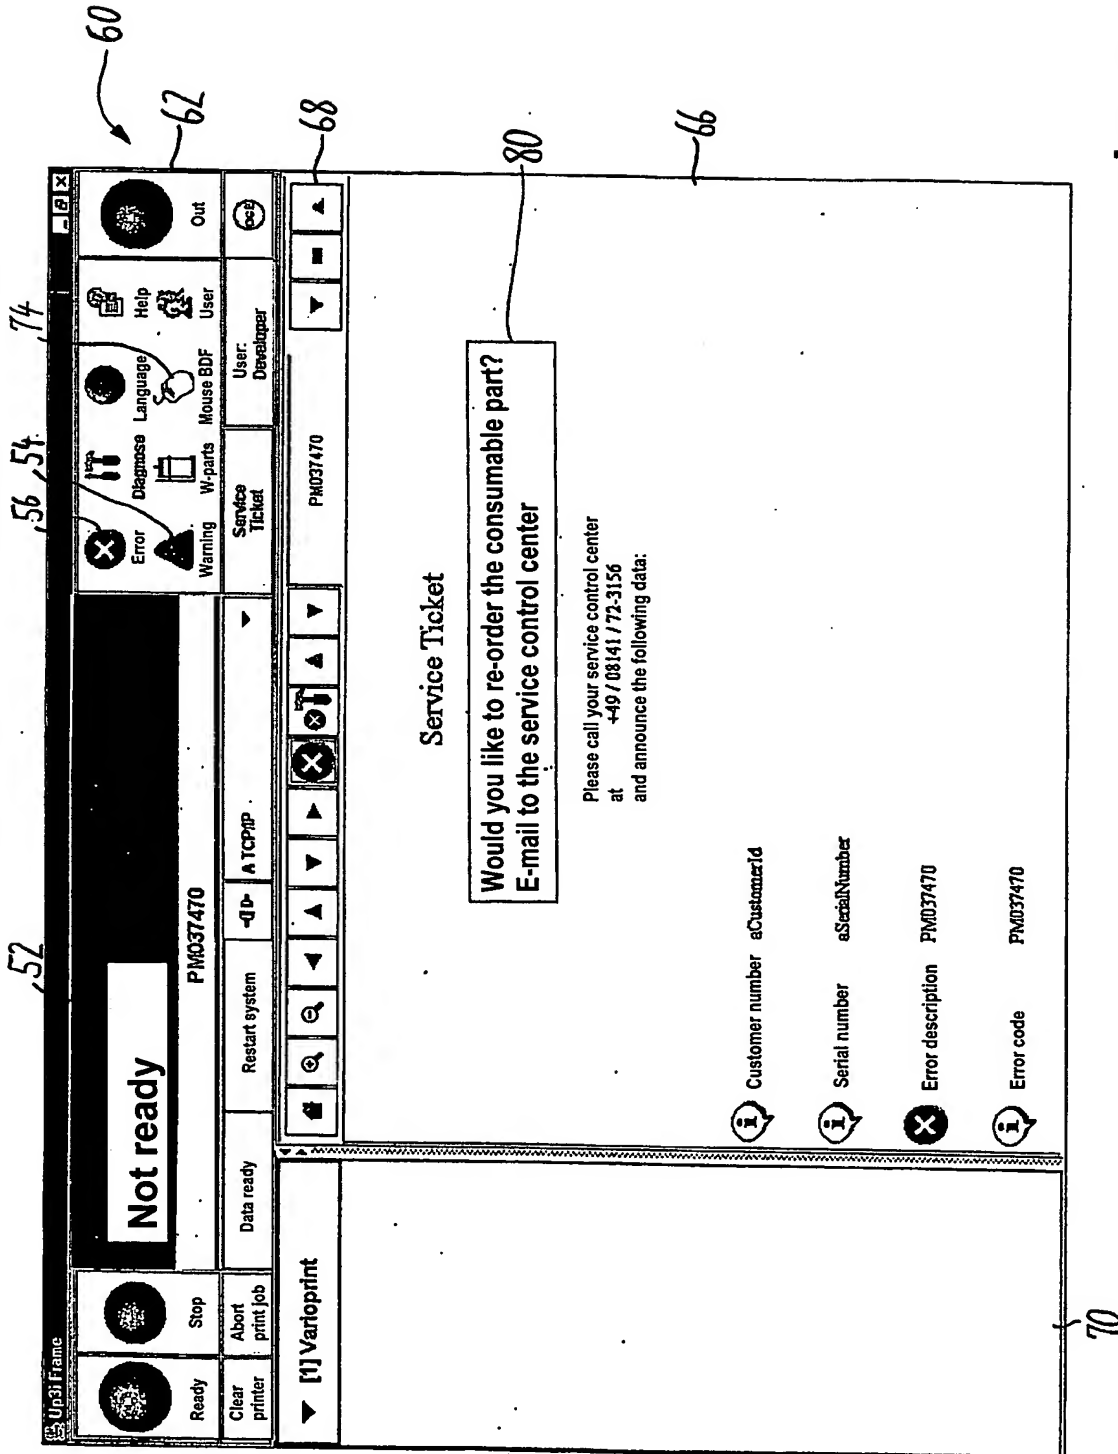 52
56
54
74
60
Up3i Frame
Ready
Stop
Not ready
PM037470
Error
Diagnose
Language
Help
Warning
W-parts
Mouse BDF
User
Out
62
Clear printer
Abort print job
Data ready
Restart system
A TCP/IP
Service Ticket
User: Developer
OCE
[1] Varioprint
PM037470
68
Service Ticket
Would you like to re-order the consumable part?
E-mail to the service control center
80
Please call your service control center
at +49 / 08141 / 72-3156
and announce the following data:
66
Customer number aCustomerId
Serial number aSerialNumber
Error description PM037470
Error code PM037470
70